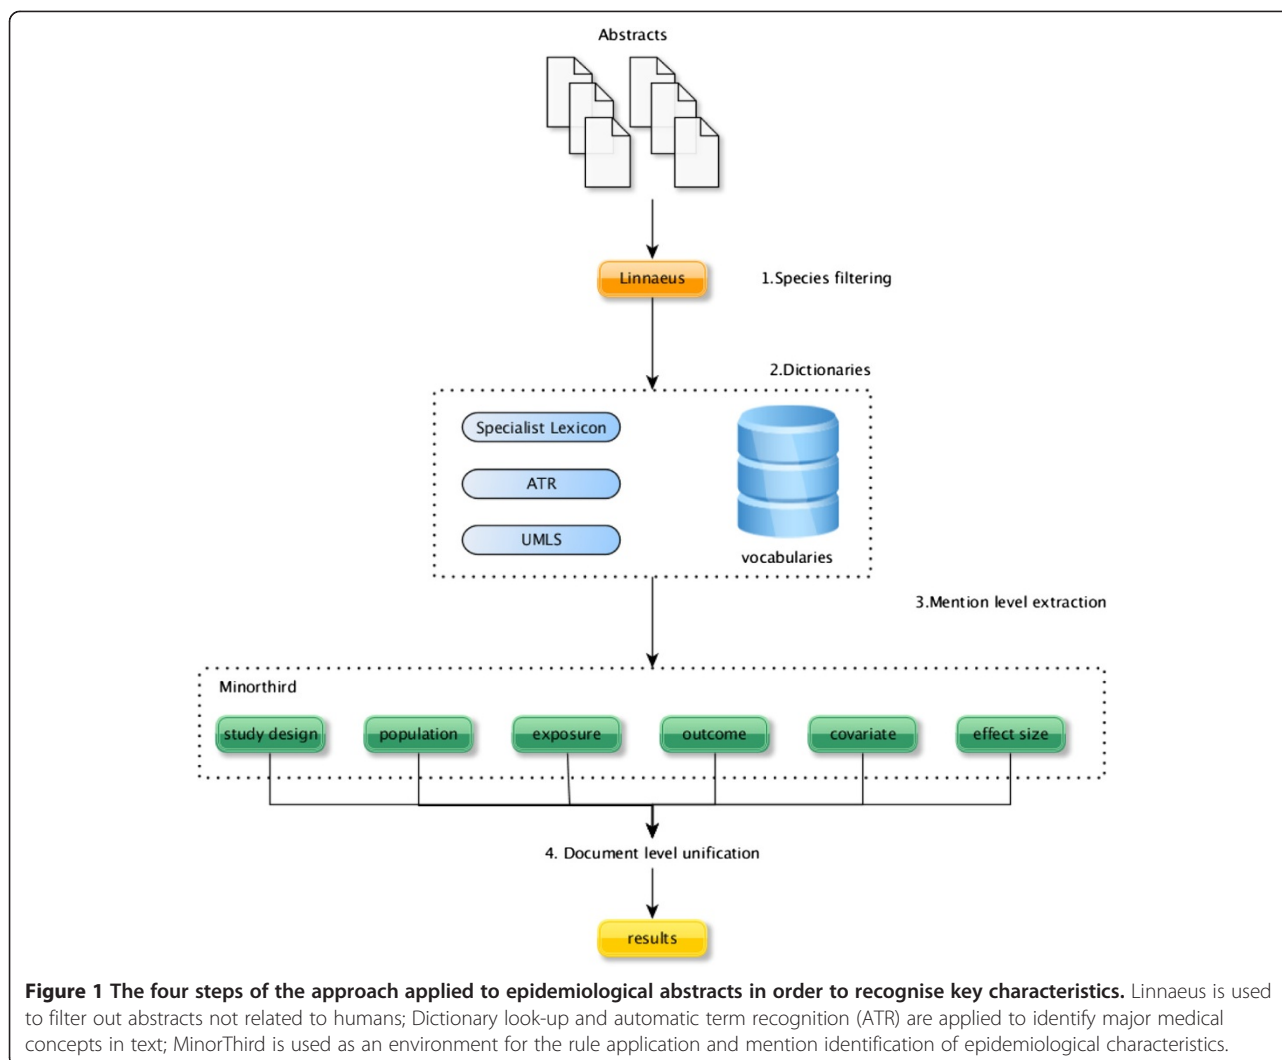 Abstracts
Linnaeus
1.Species filtering
2.Dictionaries
Specialist Lexicon
ATR
UMLS
vocabularies
3.Mention level extraction
Minorthird
study design
population
exposure
outcome
covariate
effect size
4. Document level unification
results
Figure 1 The four steps of the approach applied to epidemiological abstracts in order to recognise key characteristics. Linnaeus is used
to filter out abstracts not related to humans; Dictionary look-up and automatic term recognition (ATR) are applied to identify major medical
concepts in text; MinorThird is used as an environment for the rule application and mention identification of epidemiological characteristics.